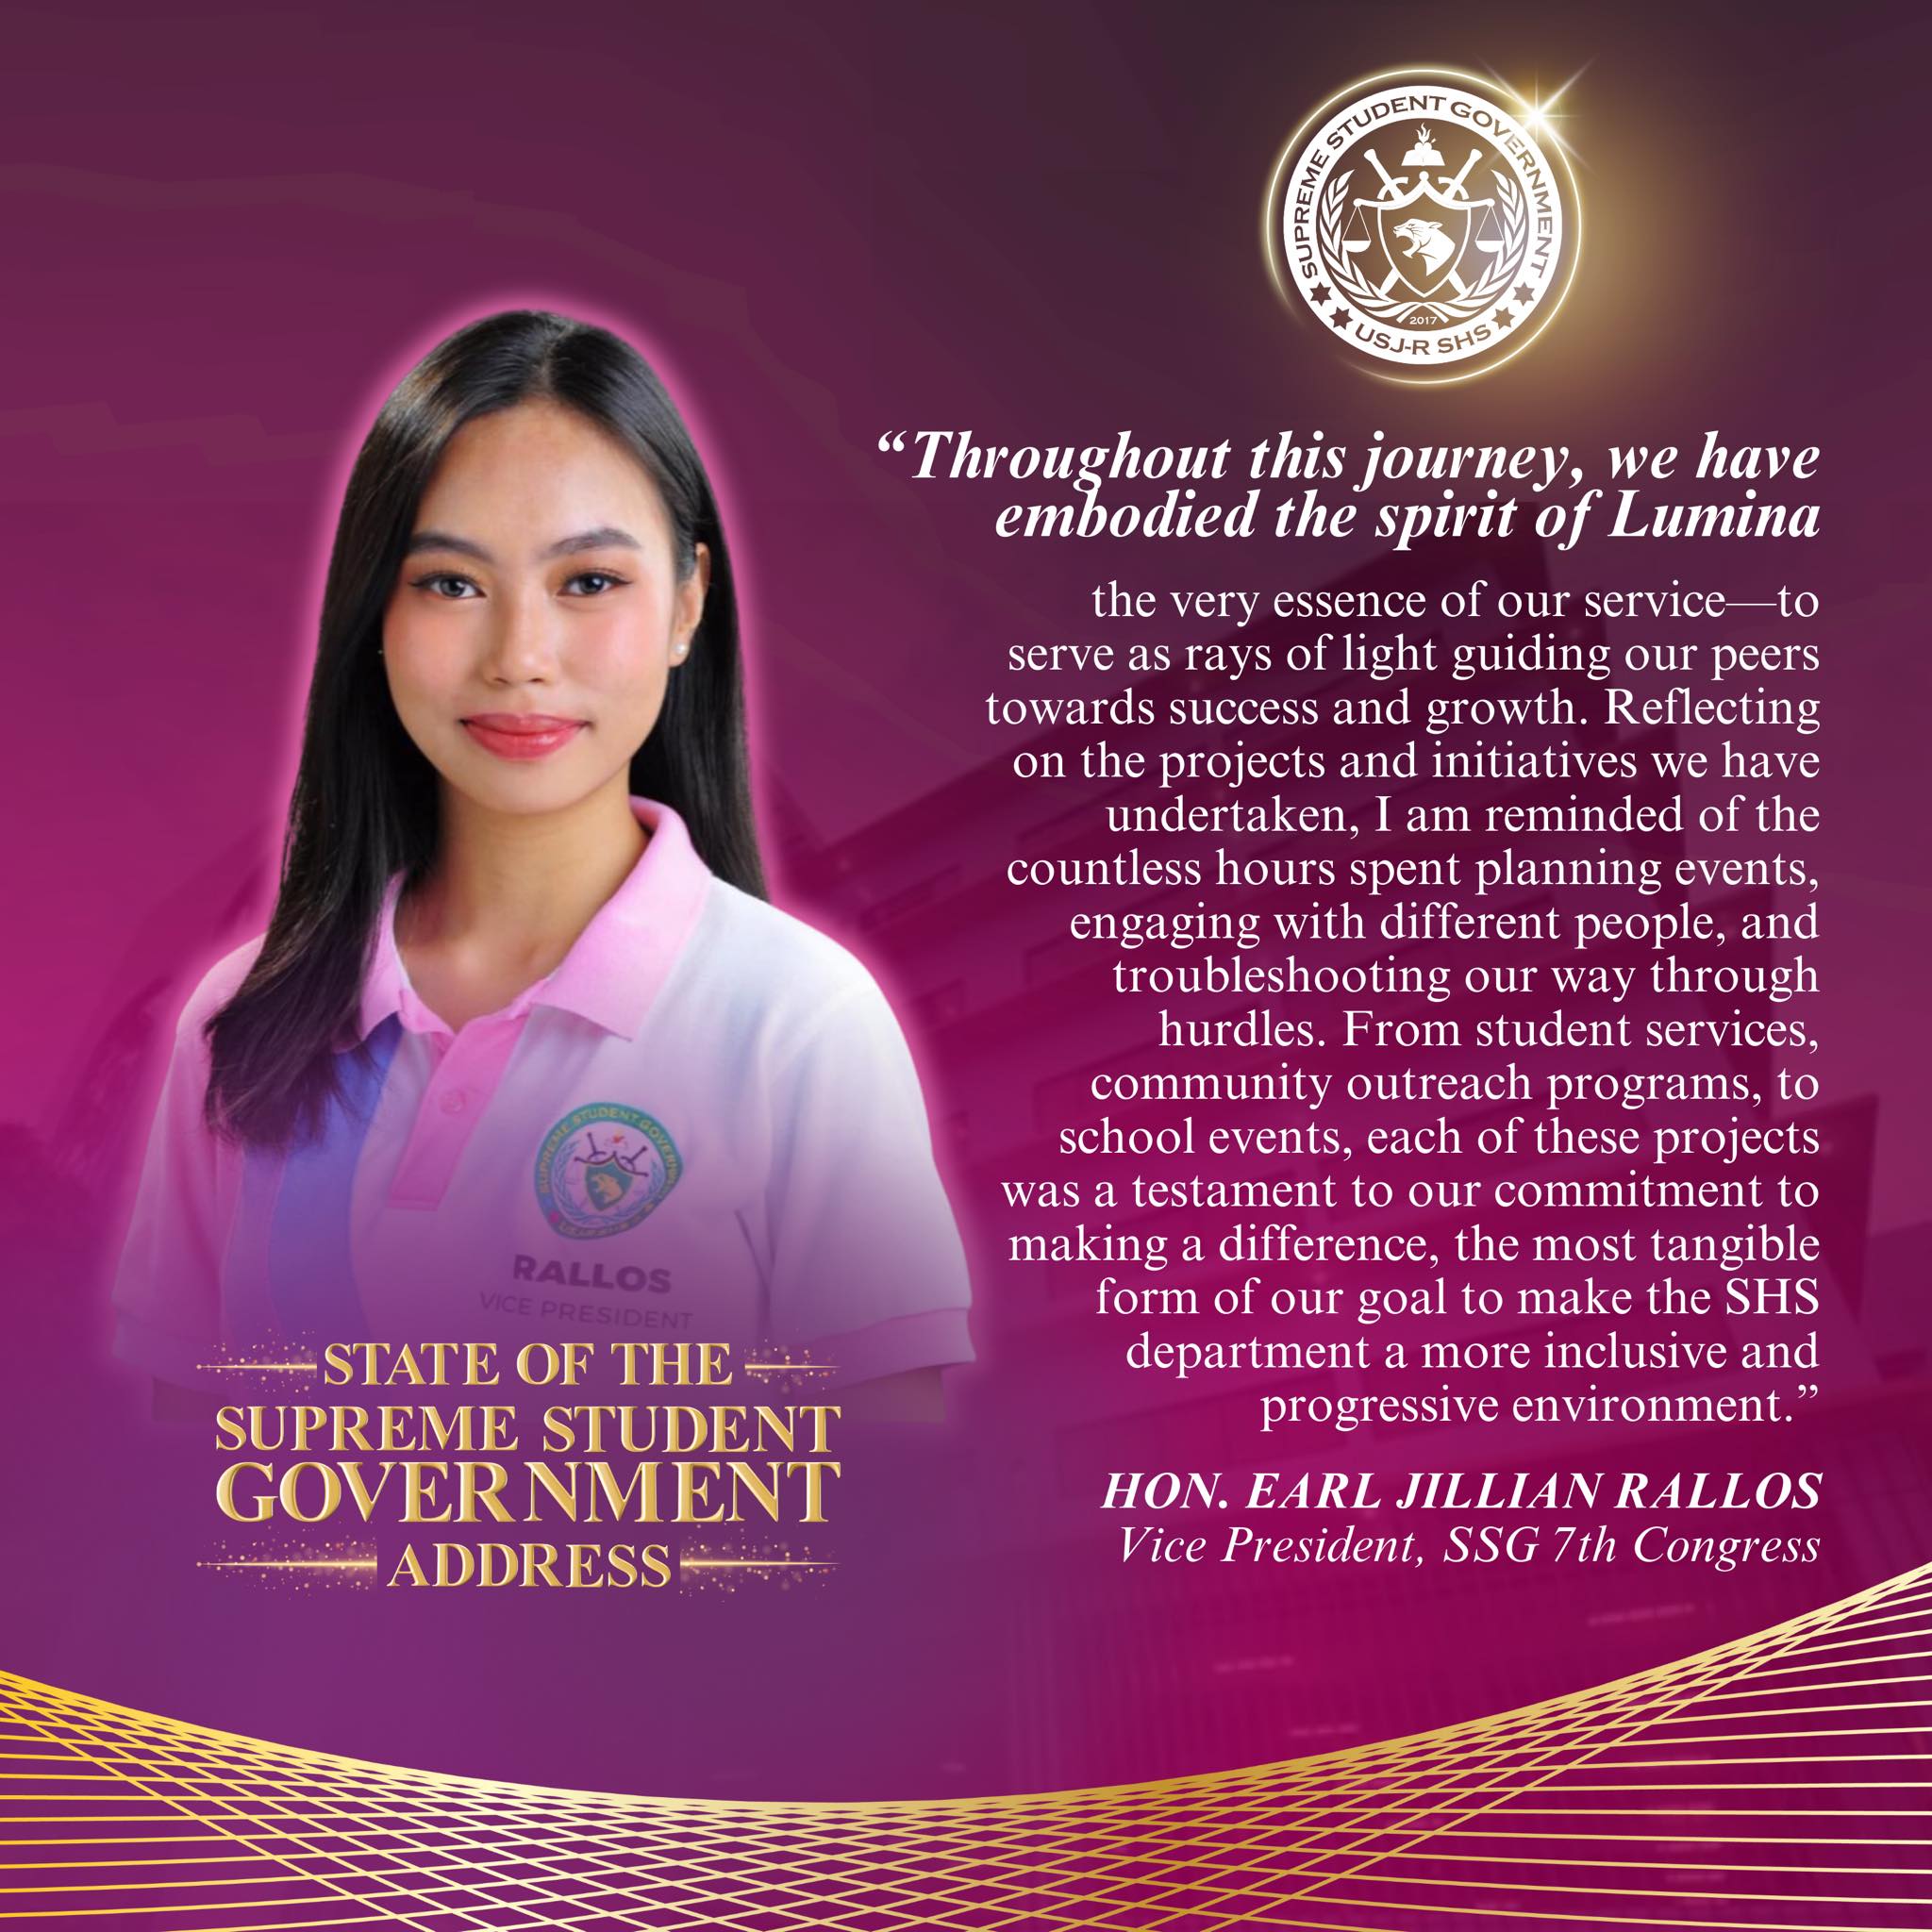 SUPREME STUDENT GOVERNMENT
2017
USJ-R SHS
“Throughout this journey, we have
embodied the spirit of Lumina
the very essence of our service—to
serve as rays of light guiding our peers
towards success and growth. Reflecting
on the projects and initiatives we have
undertaken, I am reminded of the
countless hours spent planning events,
engaging with different people, and
troubleshooting our way through
hurdles. From student services,
community outreach programs, to
school events, each of these projects
was a testament to our commitment to
making a difference, the most tangible
form of our goal to make the SHS
department a more inclusive and
progressive environment.”
HON. EARL JILLIAN RALLOS
Vice President, SSG 7th Congress
SUPREME STUDENT
RALLOS
VICE PRESIDENT
STATE OF THE
SUPREME STUDENT
GOVERNMENT
ADDRESS